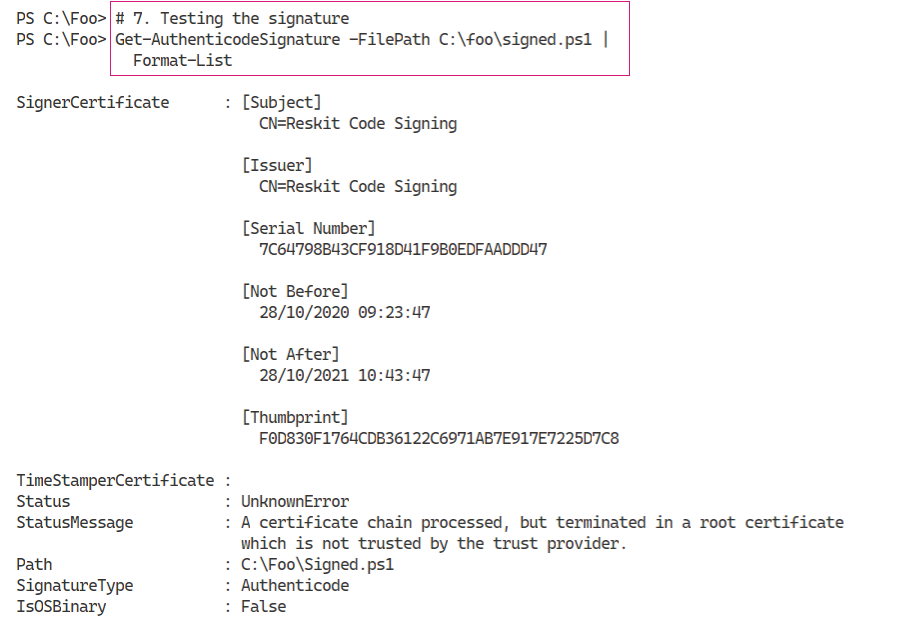 PS C:\Foo> # 7. Testing the signature
PS C:\Foo> Get-AuthenticodeSignature -FilePath C:\foo\signed.ps1 |
Format-List
SignerCertificate : [Subject]
CN=Reskit Code Signing
[Issuer]
CN=Reskit Code Signing
[Serial Number]
7C64798B43CF918D41F9B0EDFAADDD47
[Not Before]
28/10/2020 09:23:47
[Not After]
28/10/2021 10:43:47
[Thumbprint]
F0D830F1764CDB36122C6971AB7E917E7225D7C8
TimeStamperCertificate :
Status : UnknownError
StatusMessage : A certificate chain processed, but terminated in a root certificate
which is not trusted by the trust provider.
Path : C:\Foo\Signed.ps1
SignatureType : Authenticode
IsOSBinary : False